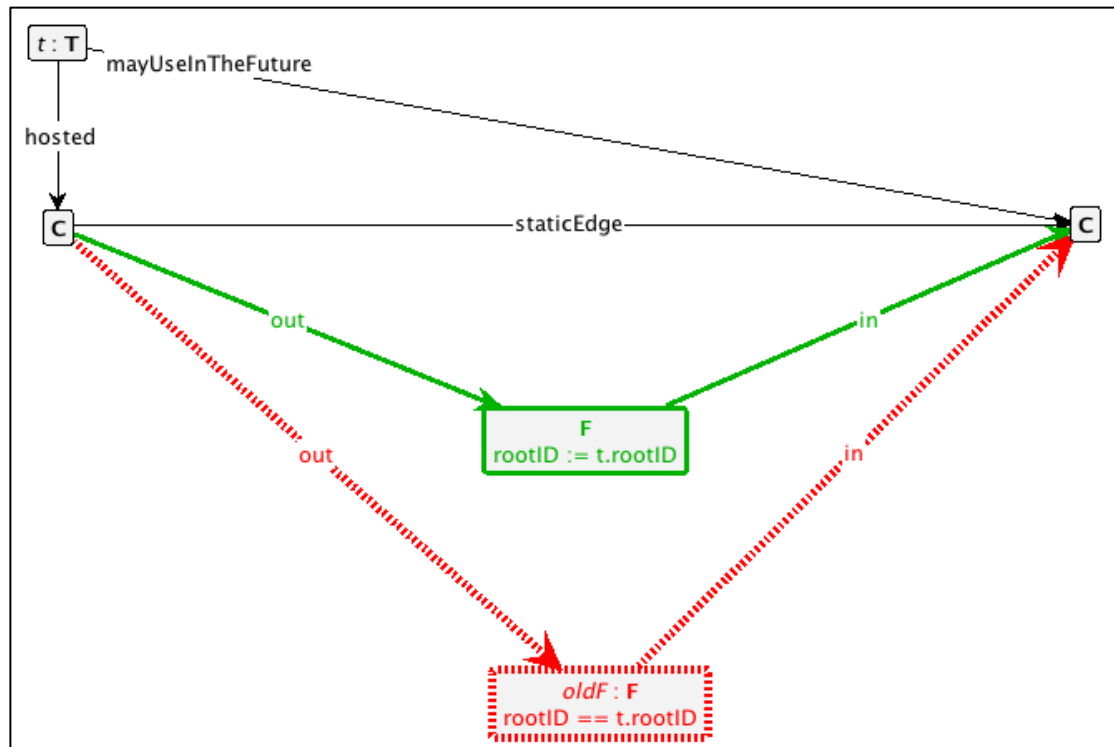 t : T
mayUseInTheFuture
hosted
C
staticEdge
C
out
in
F
rootID := t.rootID
out
in
oldF : F
rootID == t.rootID